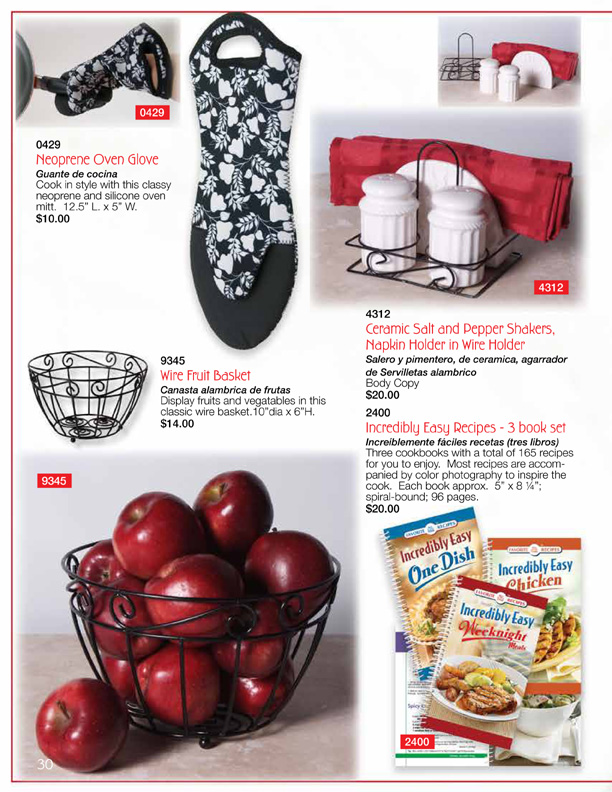 0429
0429
Neoprene Oven Glove
Guante de cocina
Cook in style with this classy
neoprene and silicone oven
mitt. 12.5" L. x 5" W.
$10.00
4312
4312
Ceramic Salt and Pepper Shakers,
Napkin Holder in Wire Holder
Salero y pimentero, de ceramica, agarrador
de Servilletas alambrico
Body Copy
$20.00
9345
Wire Fruit Basket
Canasta alambrica de frutas
Display fruits and vegatables in this
classic wire basket.10"dia x 6"H.
$14.00
2400
Incredibly Easy Recipes - 3 book set
Increiblemente fáciles recetas (tres libros)
Three cookbooks with a total of 165 recipes
for you to enjoy. Most recipes are accom-
panied by color photography to inspire the
cook. Each book approx. 5" x 8 ¼";
spiral-bound; 96 pages.
$20.00
9345
FAVORITE RECIPES
Incredibly Easy
One Dish
FAVORITE RECIPES
Incredibly Easy
Chicken
FAVORITE RECIPES
Incredibly Easy
Weeknight
Meals
2400
30